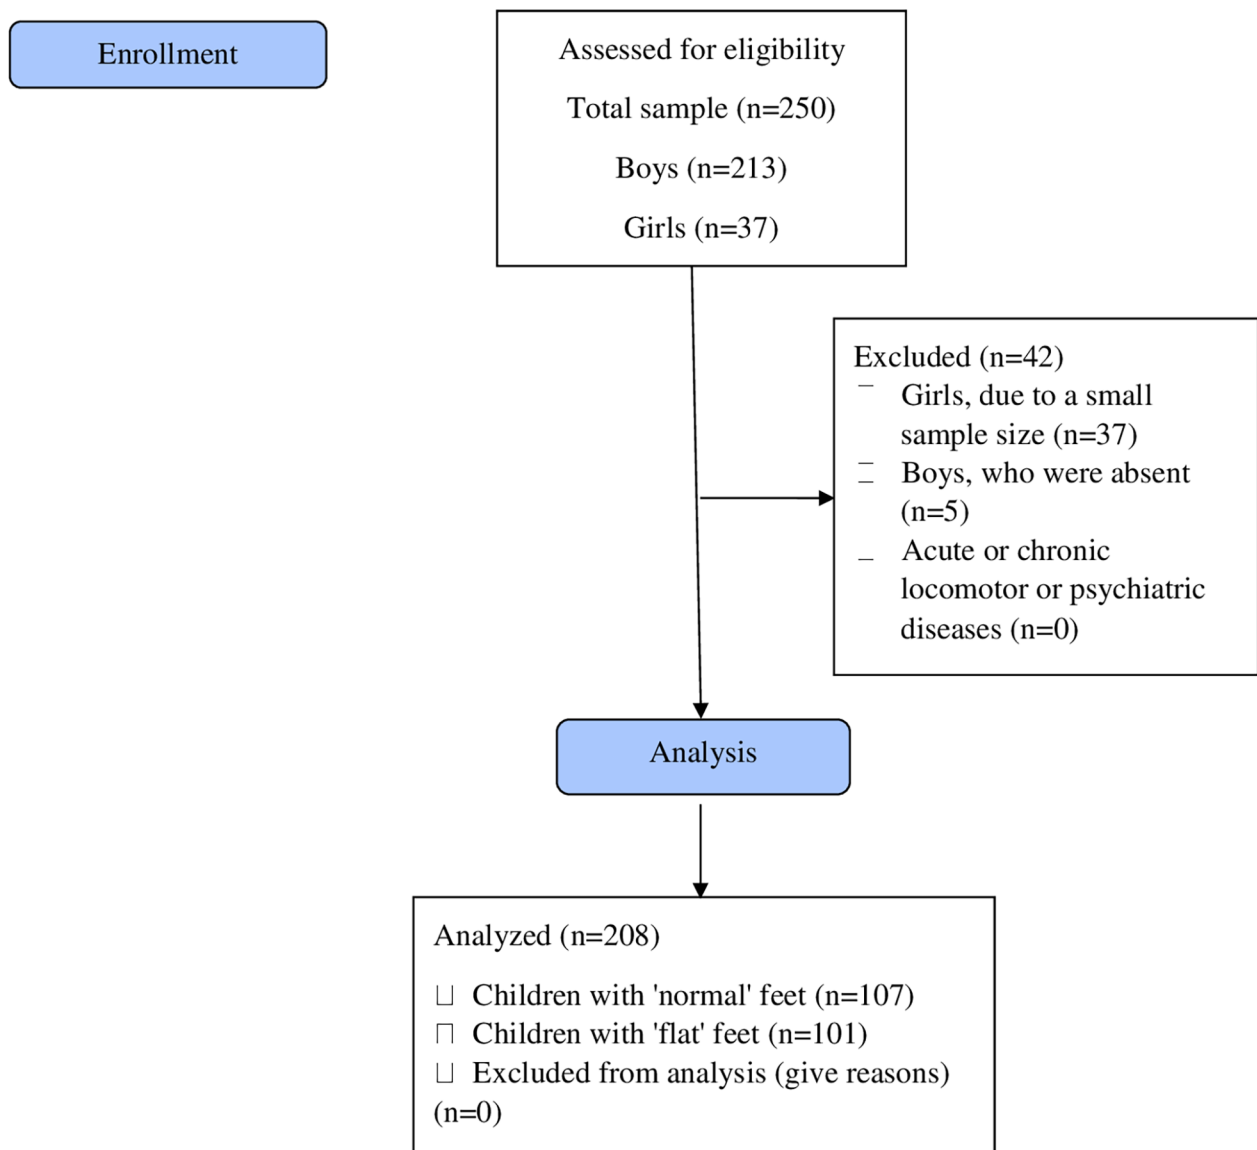 Enrollment
Assessed for eligibility
Total sample (n=250)
Boys (n=213)
Girls (n=37)
Excluded (n=42)
Girls, due to a small
sample size (n=37)
Boys, who were absent
(n=5)
Acute or chronic
locomotor or psychiatric
diseases (n=0)
Analysis
Analyzed (n=208)
Children with 'normal' feet (n=107)
Children with 'flat' feet (n=101)
Excluded from analysis (give reasons)
(n=0)